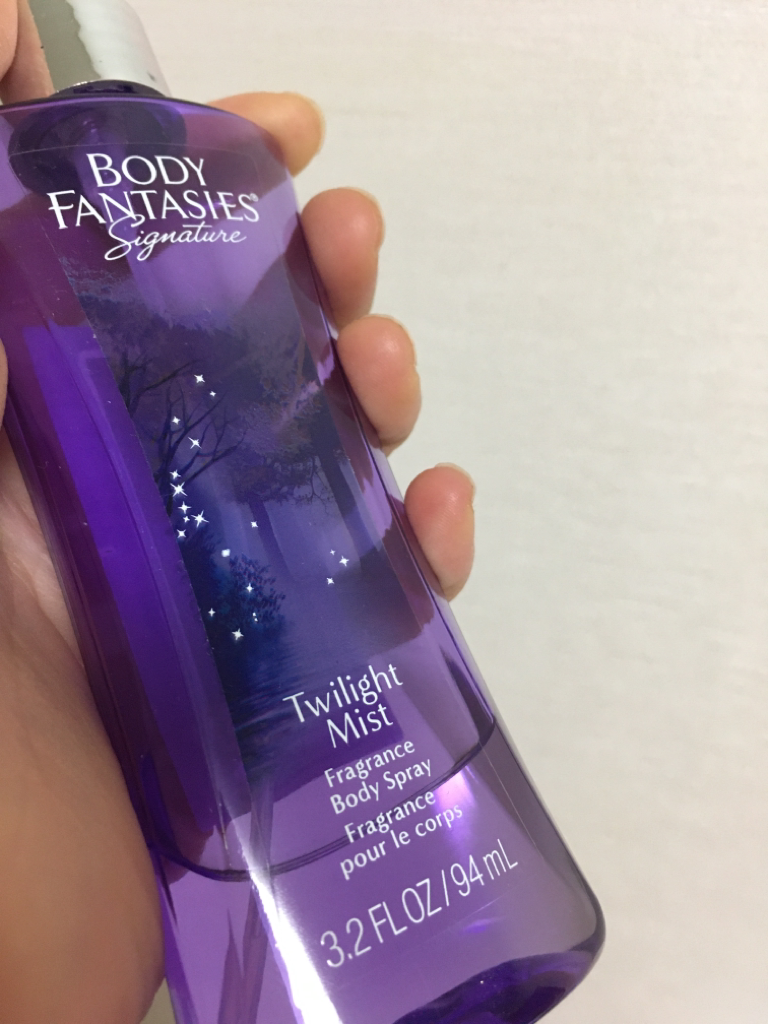 BODY
FANTASIES®
Signature
Twilight
Mist
Fragrance
Body Spray
Fragrance
pour le corps
3.2 FL OZ/94 mL